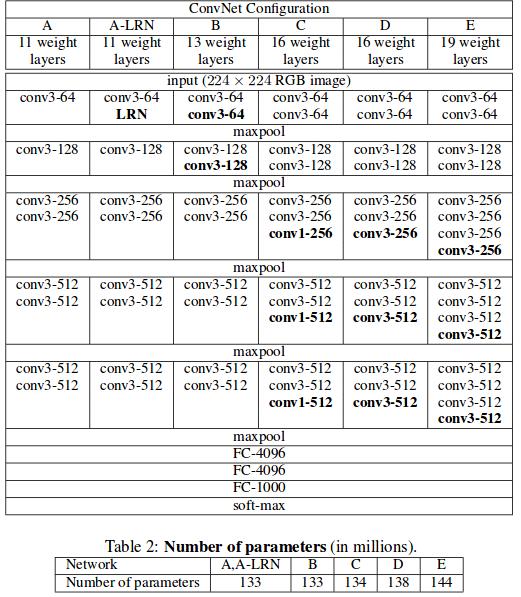 ConvNet Configuration
A A-LRN B C D E
11 weight 11 weight 13 weight 16 weight 16 weight 19 weight
layers layers layers layers layers layers
input (224 × 224 RGB image)
conv3-64 conv3-64 conv3-64 conv3-64 conv3-64 conv3-64
LRN conv3-64 conv3-64 conv3-64 conv3-64
maxpool
conv3-128 conv3-128 conv3-128 conv3-128 conv3-128 conv3-128
conv3-128 conv3-128 conv3-128 conv3-128
maxpool
conv3-256 conv3-256 conv3-256 conv3-256 conv3-256 conv3-256
conv3-256 conv3-256 conv3-256 conv3-256 conv3-256 conv3-256
conv1-256 conv3-256 conv3-256
conv3-256
maxpool
conv3-512 conv3-512 conv3-512 conv3-512 conv3-512 conv3-512
conv3-512 conv3-512 conv3-512 conv3-512 conv3-512 conv3-512
conv1-512 conv3-512 conv3-512
conv3-512
maxpool
conv3-512 conv3-512 conv3-512 conv3-512 conv3-512 conv3-512
conv3-512 conv3-512 conv3-512 conv3-512 conv3-512 conv3-512
conv1-512 conv3-512 conv3-512
conv3-512
maxpool
FC-4096
FC-4096
FC-1000
soft-max
Table 2: Number of parameters (in millions).
Network A,A-LRN B C D E
Number of parameters 133 133 134 138 144